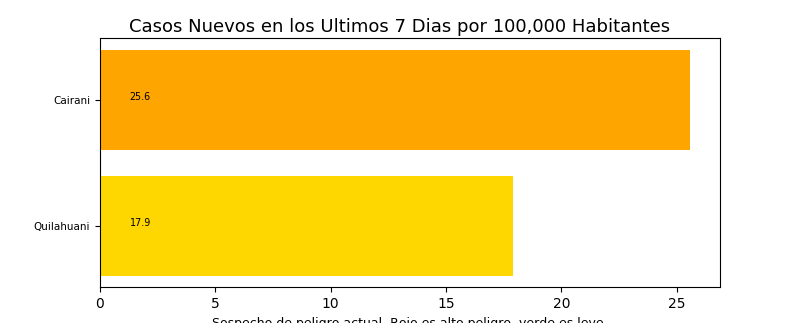 Casos Nuevos en los Ultimos 7 Dias por 100,000 Habitantes
Cairani
25.6
Quilahuani
17.9
0 5 10 15 20 25
Sospecho de peligro actual. Rojo es alto peligro, verde es leve